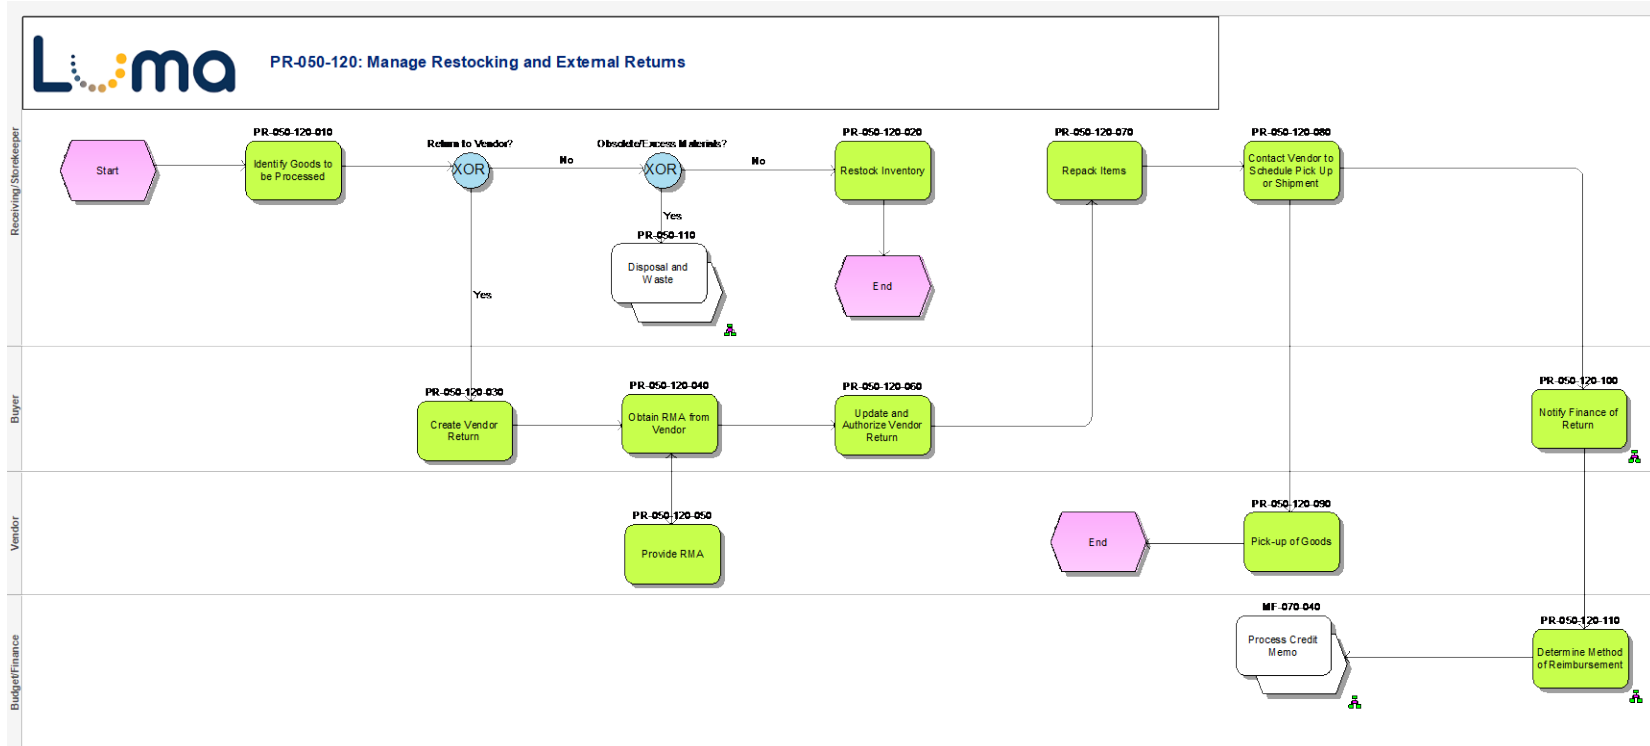 Luma
PR-050-120: Manage Restocking and External Returns
Receiving/Storekeeper
Start
PR-050-120-010
Identify Goods to
be Processed
Return to Vendor?
XOR
No
Yes
Obsolete/Excess Materials?
XOR
No
Yes
PR-050-110
Disposal and
Waste
PR-050-120-020
Restock Inventory
End
PR-050-120-070
Repack Items
PR-050-120-080
Contact Vendor to
Schedule Pick Up
or Shipment
Buyer
PR-050-120-030
Create Vendor
Return
PR-050-120-040
Obtain RMA from
Vendor
PR-050-120-060
Update and
Authorize Vendor
Return
PR-050-120-100
Notify Finance of
Return
Vendor
PR-050-120-050
Provide RMA
End
PR-050-120-090
Pick-up of Goods
Budget/Finance
MF-070-040
Process Credit
Memo
PR-050-120-110
Determine Method
of Reimbursement